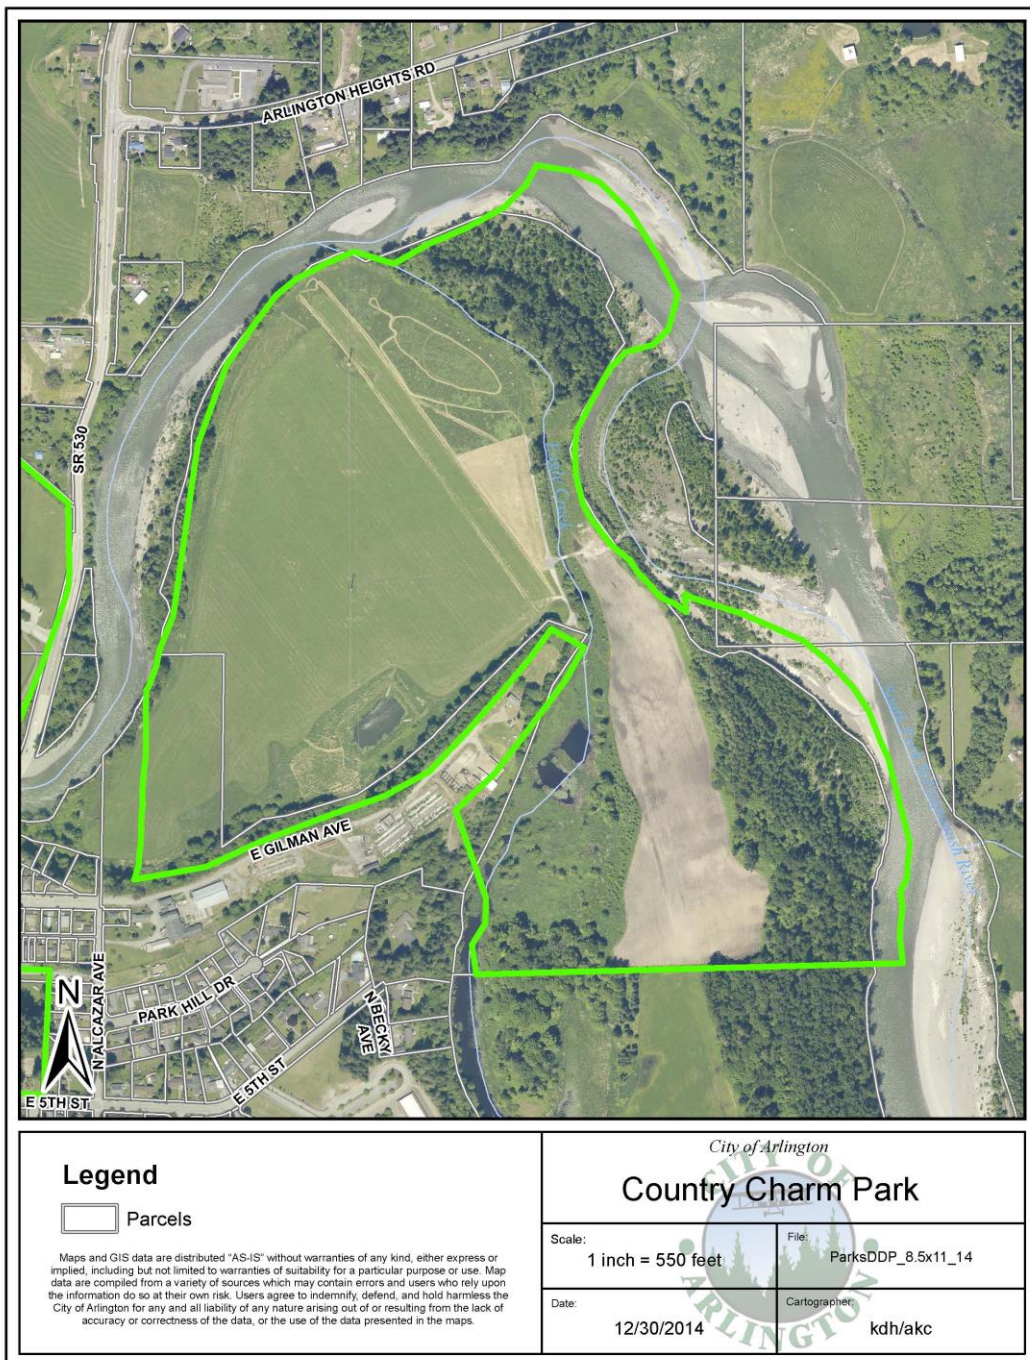 ARLINGTON HEIGHTS RD
SR 530
E GILMAN AVE
N
N ALCAZAR AVE
PARK HILL DR
N BECKY
AVE
E 5TH ST
E 5TH ST
Legend
Parcels
Maps and GIS data are distributed “AS-IS” without warranties of any kind, either express or
implied, including but not limited to warranties of suitability for a particular purpose or use. Map
data are compiled from a variety of sources which may contain errors and users who rely upon
the information do so at their own risk. Users agree to indemnify, defend, and hold harmless the
City of Arlington for any and all liability of any nature arising out of or resulting from the lack of
accuracy or correctness of the data, or the use of the data presented in the maps.
City of Arlington
Country Charm Park
CITY OF
ARLINGTON
Scale:
1 inch = 550 feet
File:
ParksDDP_8.5x11_14
Date:
12/30/2014
Cartographer:
kdh/akc